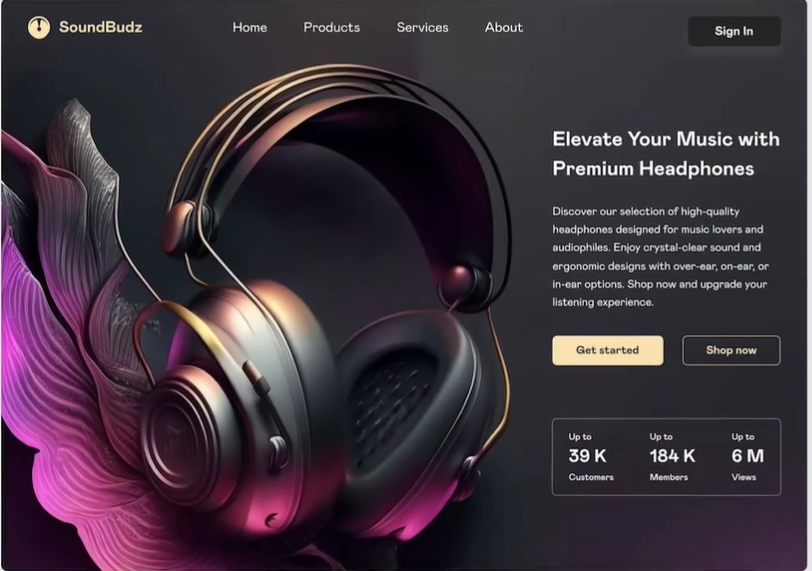 SoundBudz
Home
Products
Services
About
Sign In
Elevate Your Music with
Premium Headphones
Discover our selection of high-quality
headphones designed for music lovers and
audiophiles. Enjoy crystal-clear sound and
ergonomic designs with over-ear, on-ear, or
in-ear options. Shop now and upgrade your
listening experience.
Get started
Shop now
Up to
39 K
Customers
Up to
184 K
Members
Up to
6 M
Views